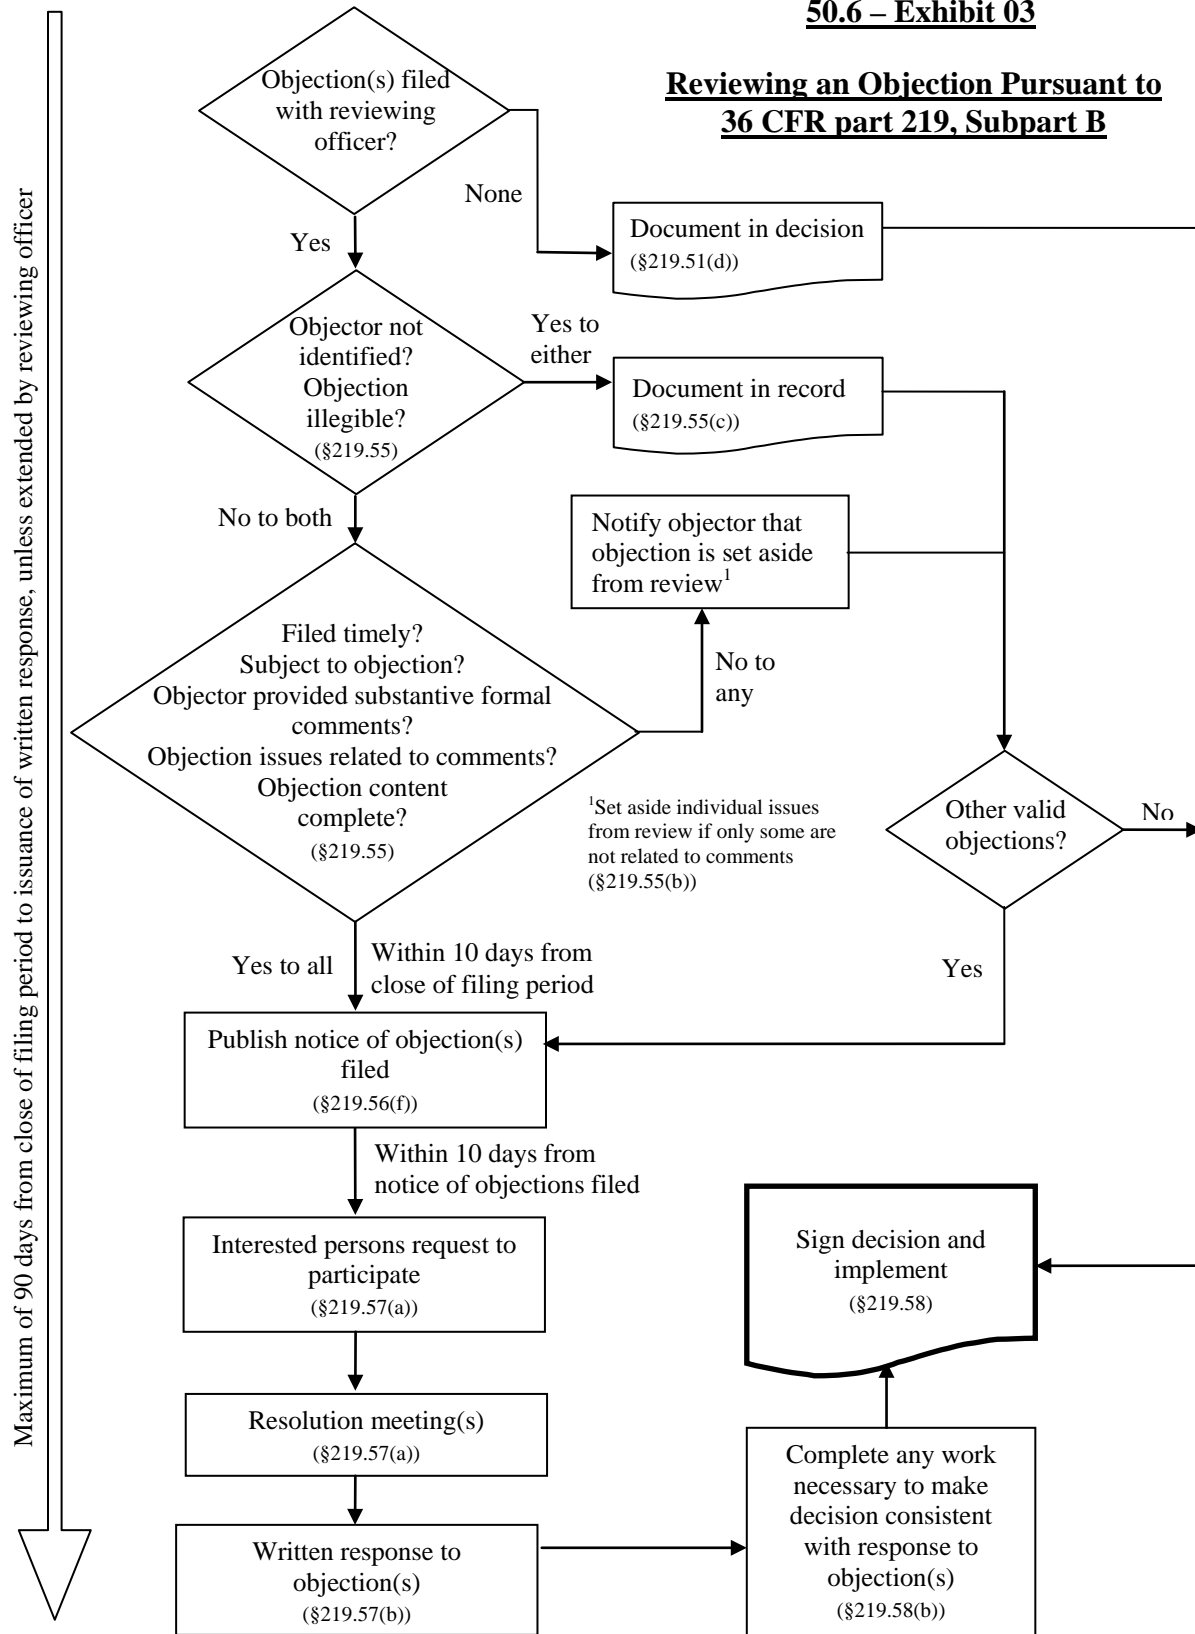 50.6 – Exhibit 03
Reviewing an Objection Pursuant to
36 CFR part 219, Subpart B
Maximum of 90 days from close of filing period to issuance of written response, unless extended by reviewing officer
Objection(s) filed
with reviewing
officer?
None
Yes
Document in decision
(§219.51(d))
Objector not
identified?
Objection
illegible?
(§219.55)
Yes to
either
Document in record
(§219.55(c))
No to both
Notify objector that
objection is set aside
from review1
Filed timely?
Subject to objection?
Objector provided substantive formal
comments?
Objection issues related to comments?
Objection content
complete?
(§219.55)
No to
any
1Set aside individual issues
from review if only some are
not related to comments
(§219.55(b))
Other valid
objections?
No
Yes to all
Within 10 days from
close of filing period
Yes
Publish notice of objection(s)
filed
(§219.56(f))
Within 10 days from
notice of objections filed
Interested persons request to
participate
(§219.57(a))
Sign decision and
implement
(§219.58)
Resolution meeting(s)
(§219.57(a))
Written response to
objection(s)
(§219.57(b))
Complete any work
necessary to make
decision consistent
with response to
objection(s)
(§219.58(b))